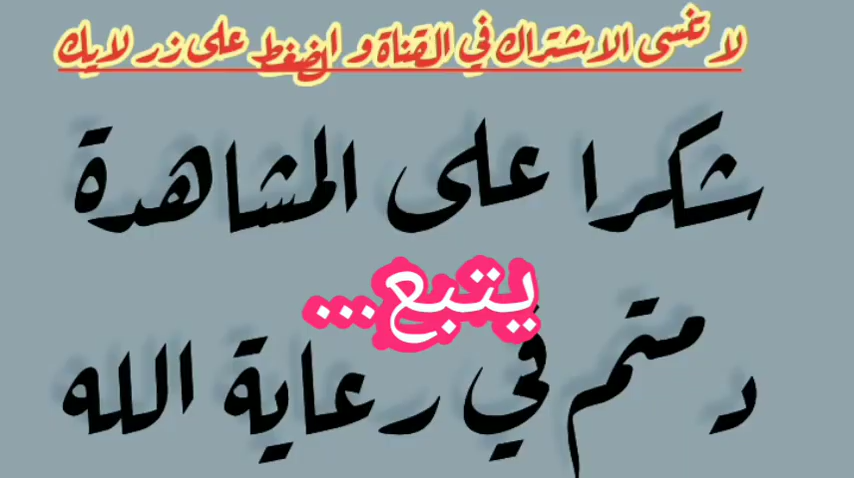 لا تنسى الاشتراك في القناة و اضغط على زر لايك
شكرا على المشاهدة
يتبع...
دمتم في رعاية الله